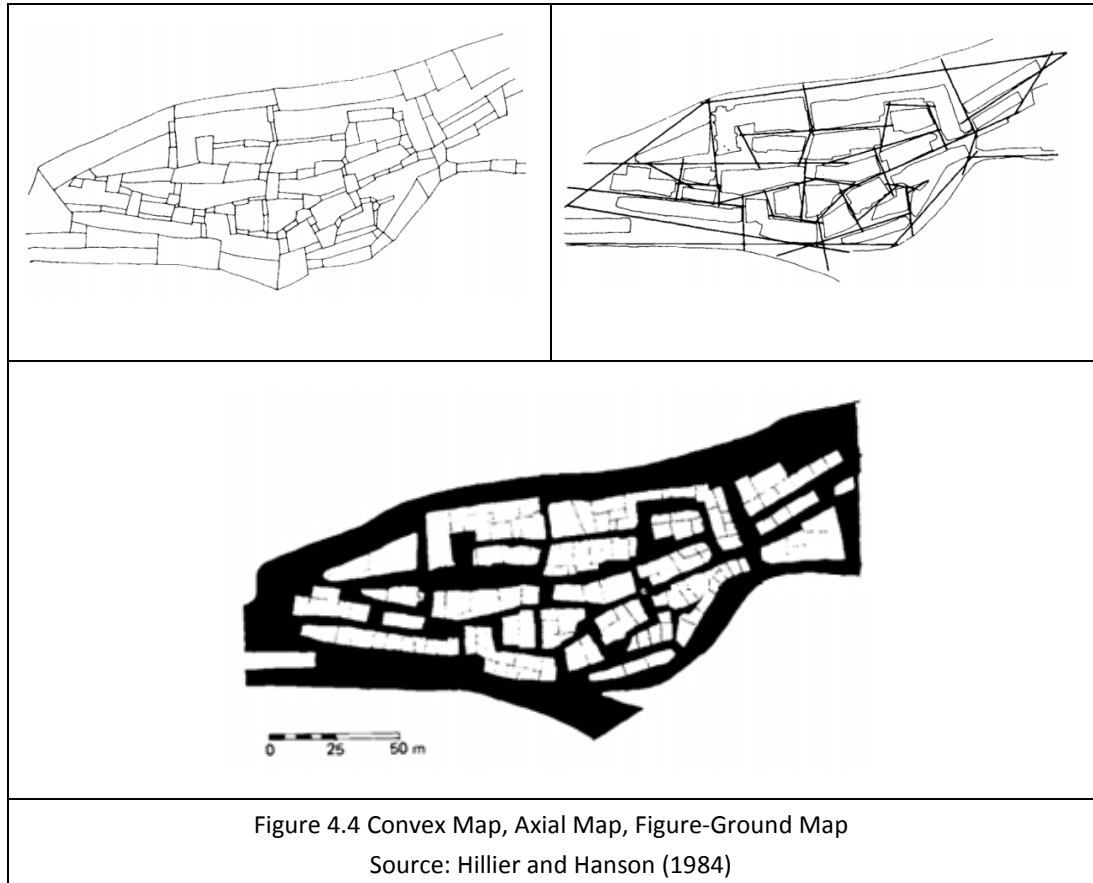 0 25 50 m
Figure 4.4 Convex Map, Axial Map, Figure-Ground Map
Source: Hillier and Hanson (1984)